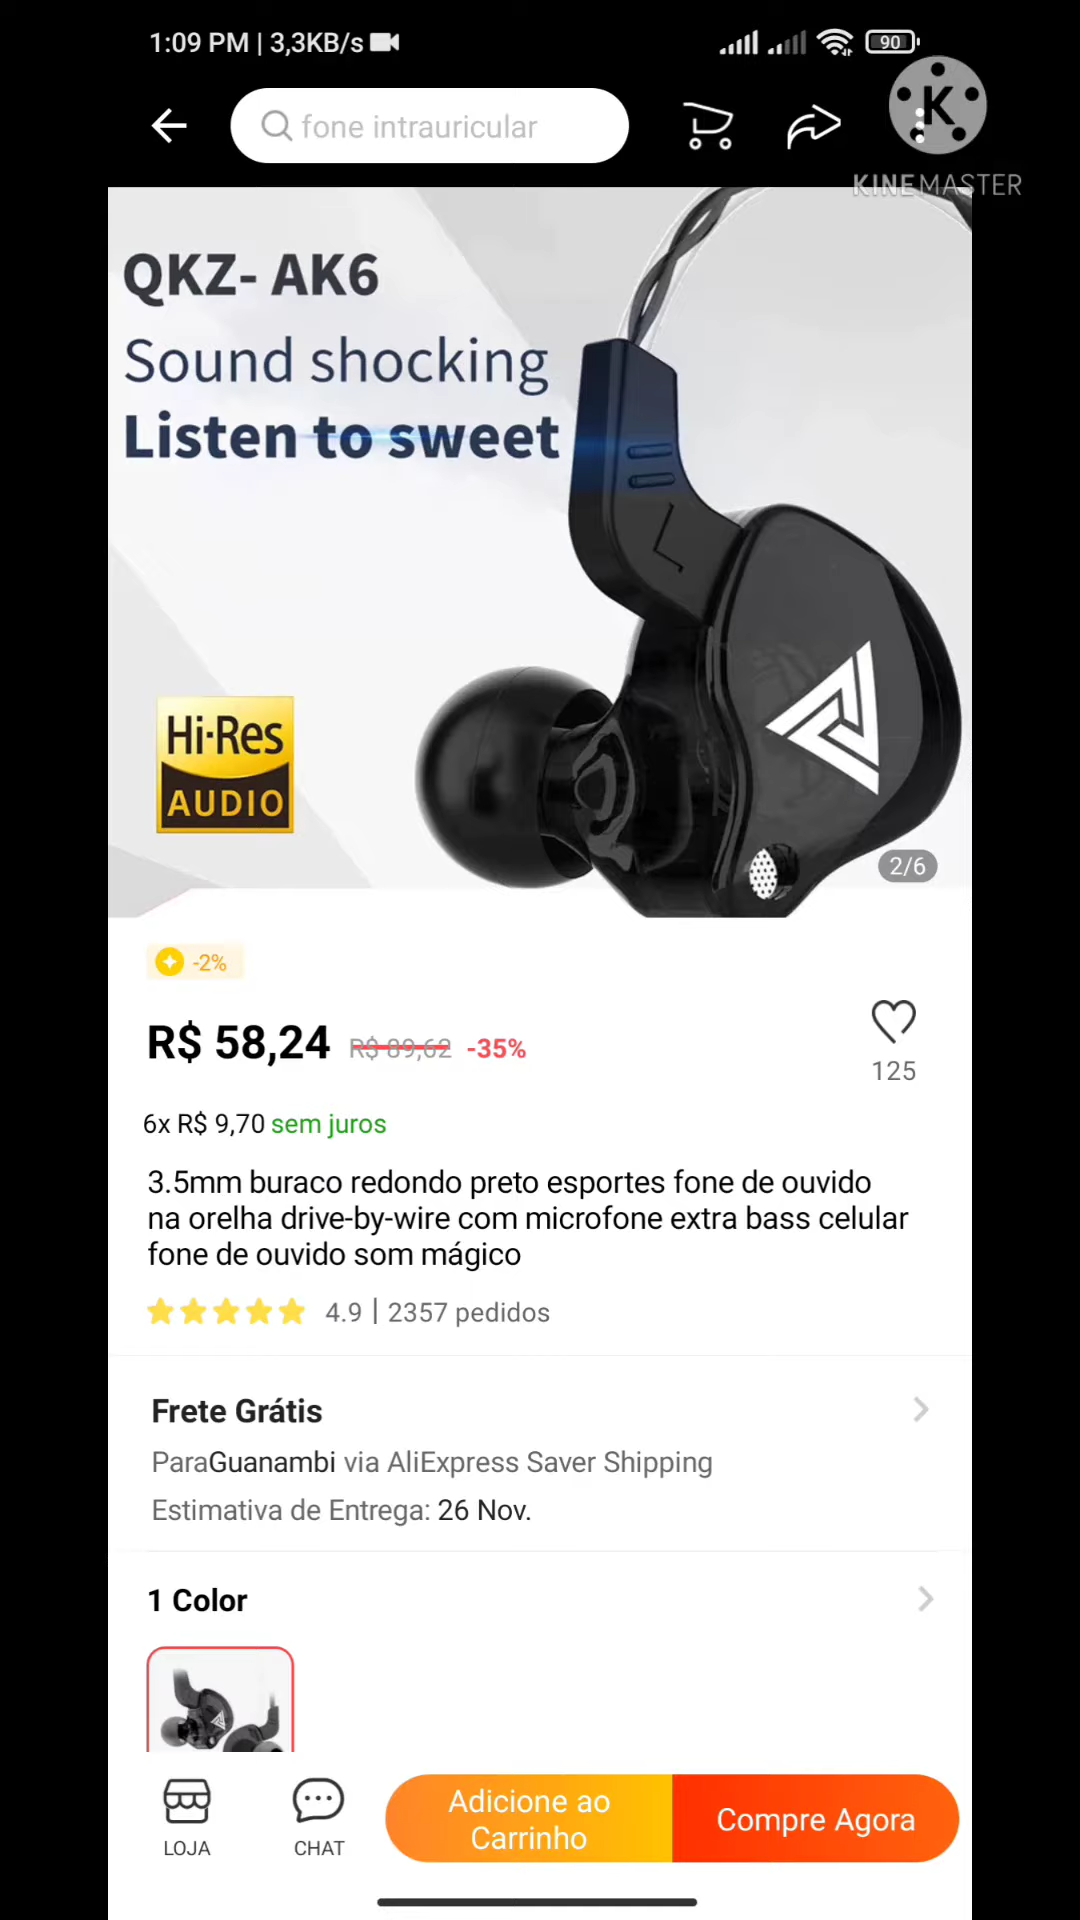 1:09 PM | 3,3KB/s
90
fone intrauricular
K
KINEMASTER
QKZ- AK6
Sound shocking
Listen to sweet
L
Hi-Res
AUDIO
2/6
-2%
R$ 58,24 R$ 89,62 -35%
125
6x R$ 9,70 sem juros
3.5mm buraco redondo preto esportes fone de ouvido
na orelha drive-by-wire com microfone extra bass celular
fone de ouvido som mágico
4.9 | 2357 pedidos
Frete Grátis
ParaGuanambi via AliExpress Saver Shipping
Estimativa de Entrega: 26 Nov.
1 Color
LOJA
CHAT
Adicione ao
Carrinho
Compre Agora